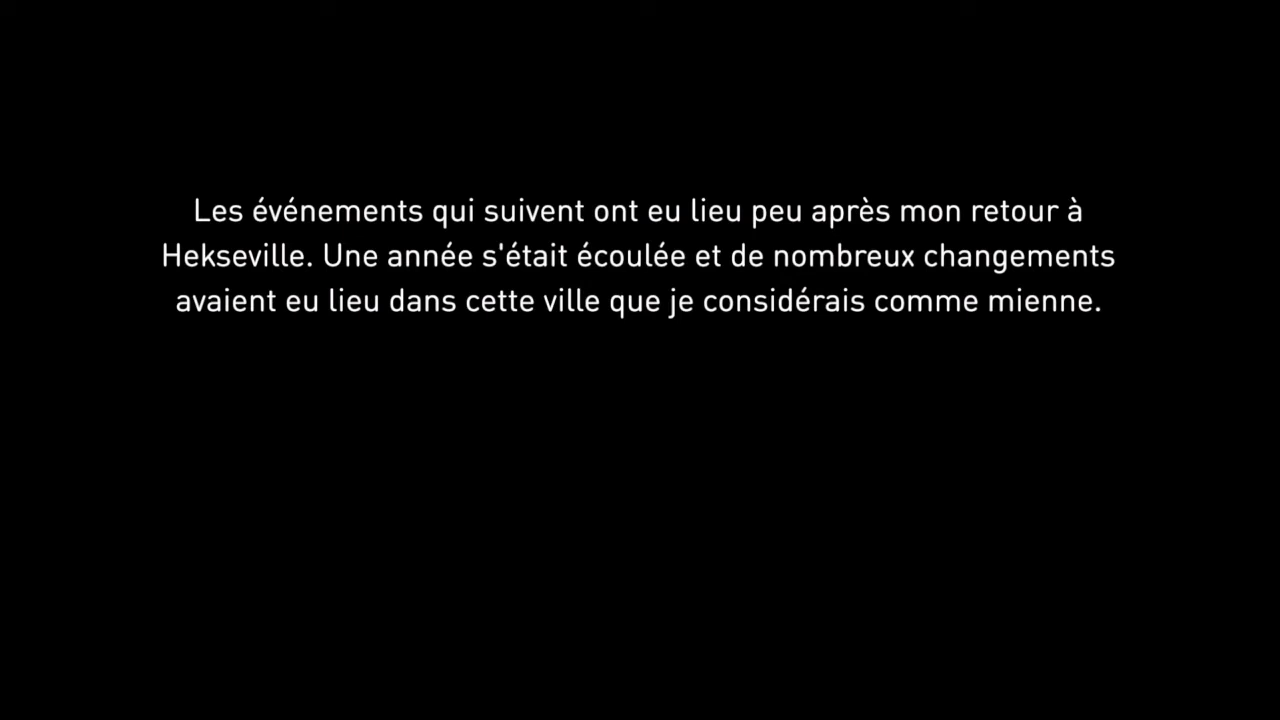 Les événements qui suivent ont eu lieu peu après mon retour à
Hekseville. Une année s'était écoulée et de nombreux changements
avaient eu lieu dans cette ville que je considérais comme mienne.